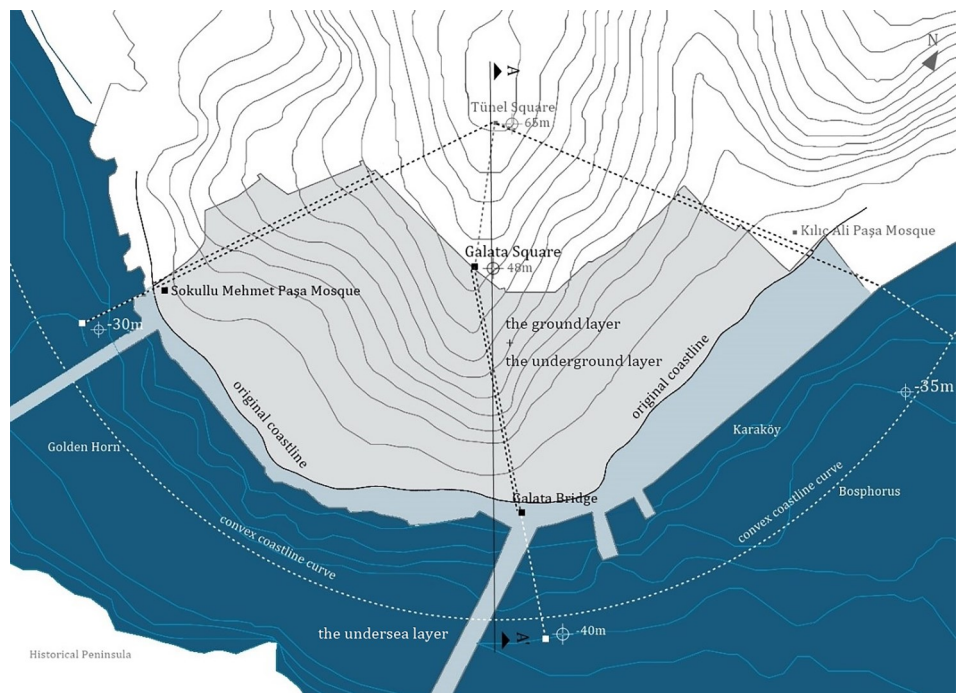 N
A
Tünel Square
65m
Kılıç Ali Paşa Mosque
Galata Square
48m
Sokullu Mehmet Paşa Mosque
-30m
the ground layer
+
the underground layer
original coastline
original coastline
-35m
Golden Horn
Karaköy
Galata Bridge
Bosphorus
convex coastline curve
convex coastline curve
the undersea layer
A'
-40m
Historical Peninsula